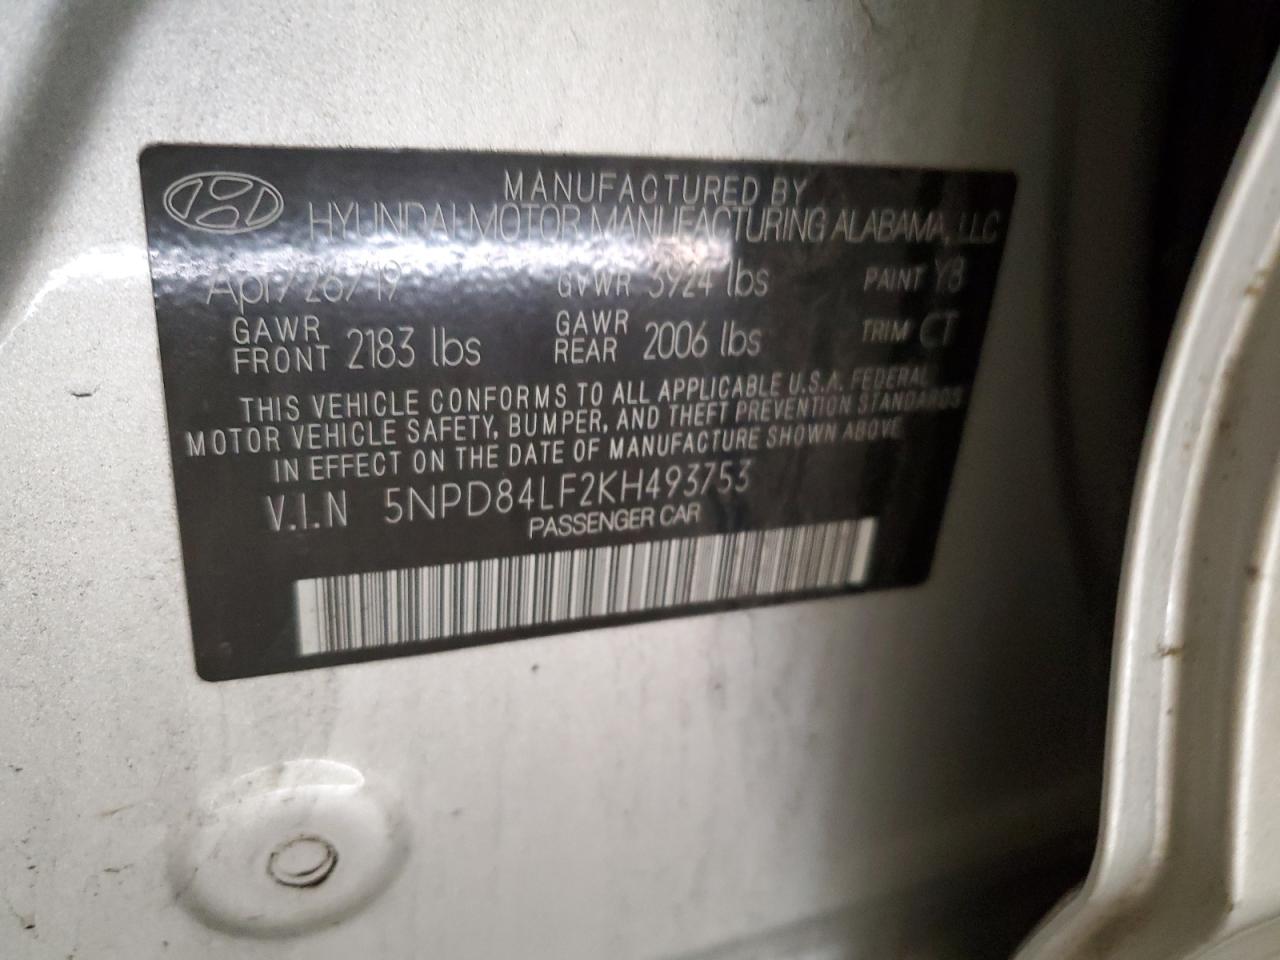 MANUFACTURED BY
HYUNDAI MOTOR MANUFACTURING ALABAMA, LLC
Apr/26/19 GVWR 3924 lbs PAINT Y8
GAWR FRONT 2183 lbs GAWR REAR 2006 lbs TRIM CT
THIS VEHICLE CONFORMS TO ALL APPLICABLE U.S.A. FEDERAL
MOTOR VEHICLE SAFETY, BUMPER, AND THEFT PREVENTION STANDARDS
IN EFFECT ON THE DATE OF MANUFACTURE SHOWN ABOVE
V.I.N 5NPD84LF2KH493753
PASSENGER CAR